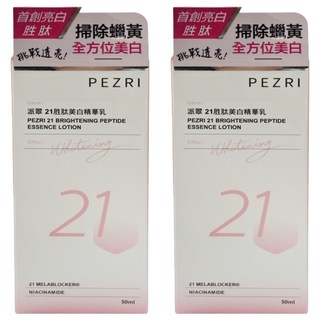 首創亮白
胜肽
挑戰透亮!
掃除蠟黃
全方位美白
PEZRI
派翠 21胜肽美白精華乳
PEZRI 21 BRIGHTENING PEPTIDE
ESSENCE LOTION
Whitening
21
21 MELABLOCKER®
NIACINAMIDE
50ml
首創亮白
胜肽
挑戰透亮!
掃除蠟黃
全方位美白
PEZRI
派翠 21胜肽美白精華乳
PEZRI 21 BRIGHTENING PEPTIDE
ESSENCE LOTION
Whitening
21
21 MELABLOCKER®
NIACINAMIDE
50ml